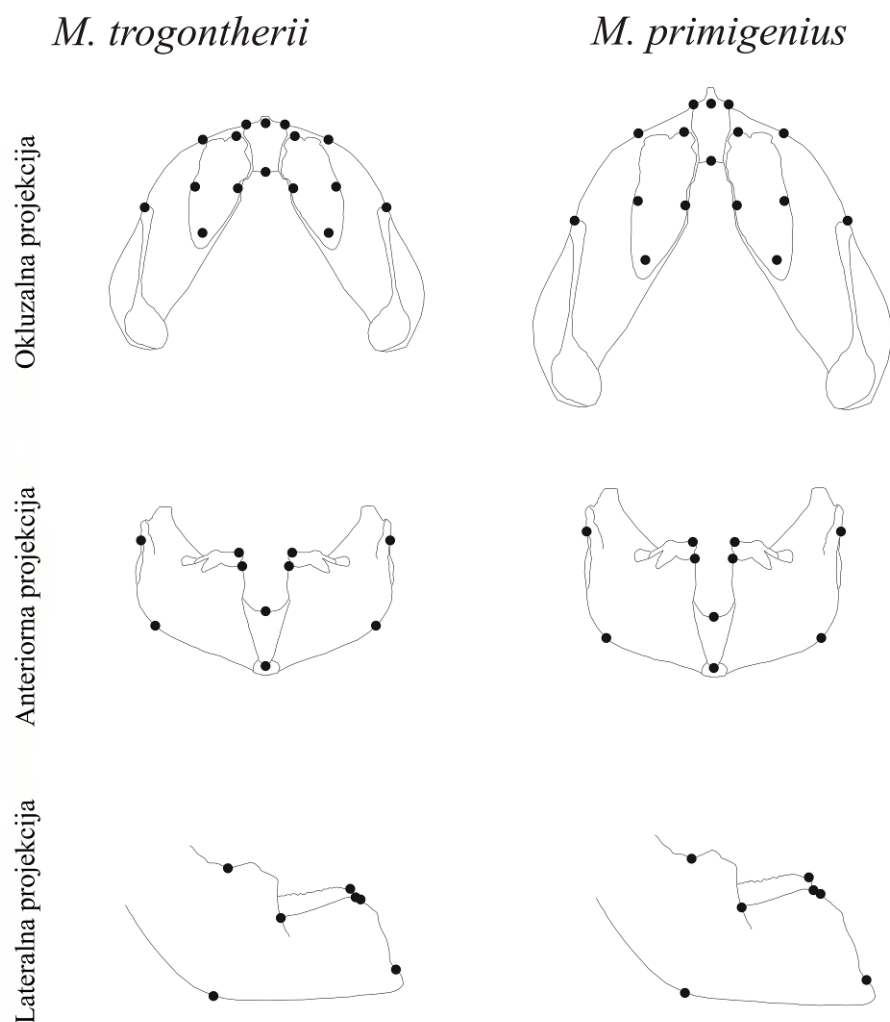 M. trogontherii
M. primigenius
Okluzalna projekcija
Anteriorna projekcija
Lateralna projekcija